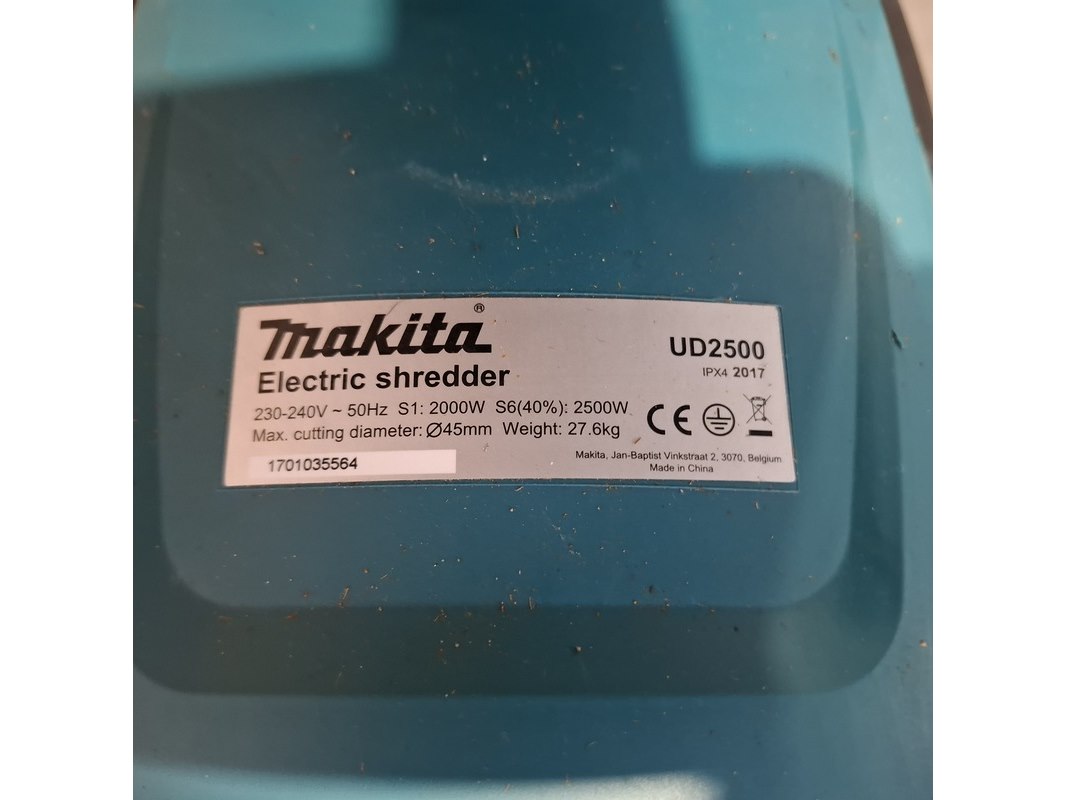 makita®
Electric shredder
UD2500
IPX4 2017
230-240V ~ 50Hz S1: 2000W S6(40%): 2500W
Max. cutting diameter: Ø45mm Weight: 27.6kg
CE
1701035564
Makita, Jan-Baptist Vinkstraat 2, 3070, Belgium
Made in China